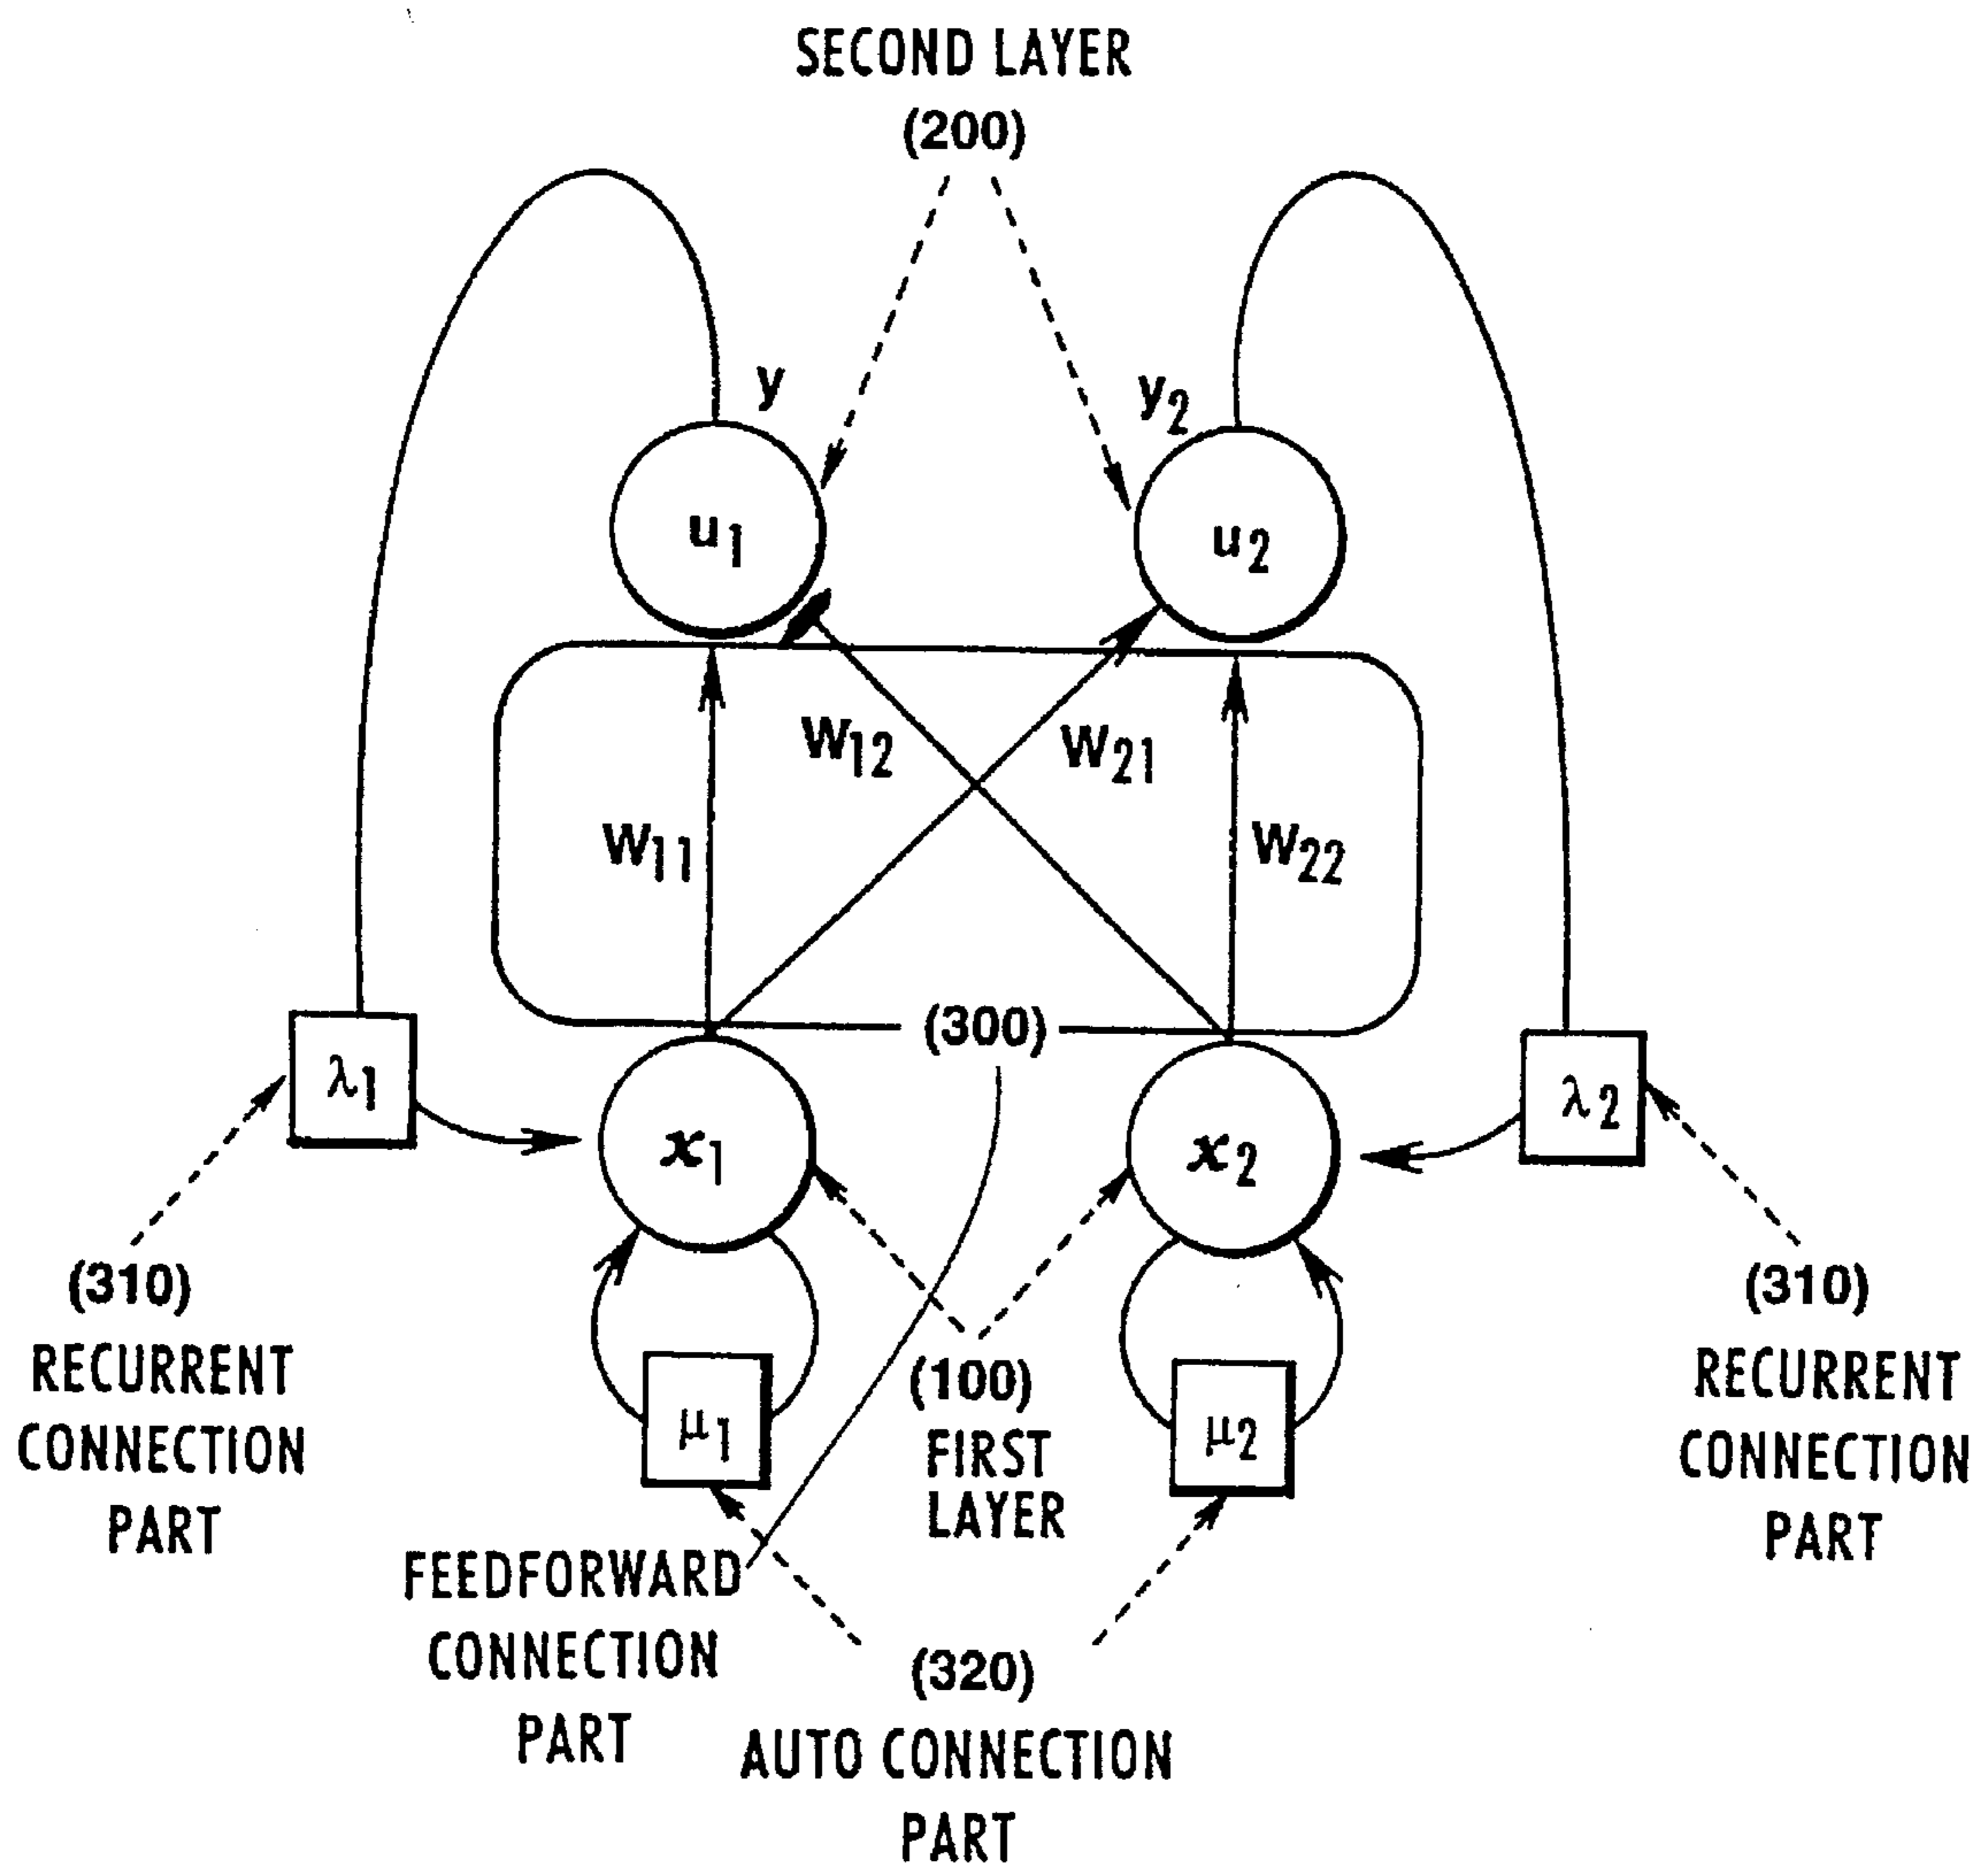 SECOND LAYER
(200)
y
y2
u1
u2
W12
W21
W11
W22
(300)
λ1
λ2
x1
x2
(310)
RECURRENT
CONNECTION
PART
(310)
RECURRENT
CONNECTION
PART
μ1
μ2
(100)
FIRST
LAYER
FEEDFORWARD
CONNECTION
PART
(320)
AUTO CONNECTION
PART